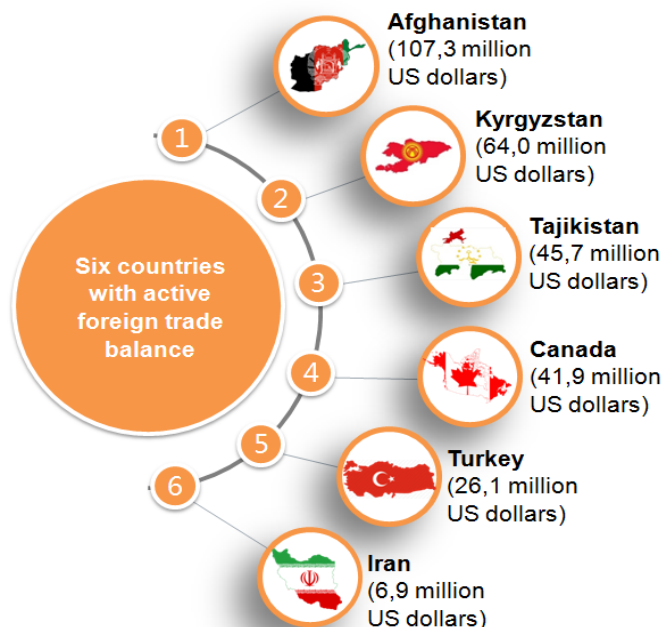 Six countries
with active
foreign trade
balance
1
Afghanistan
(107,3 million
US dollars)
2
Kyrgyzstan
(64,0 million
US dollars)
3
Tajikistan
(45,7 million
US dollars)
4
Canada
(41,9 million
US dollars)
5
Turkey
(26,1 million
US dollars)
6
Iran
(6,9 million
US dollars)